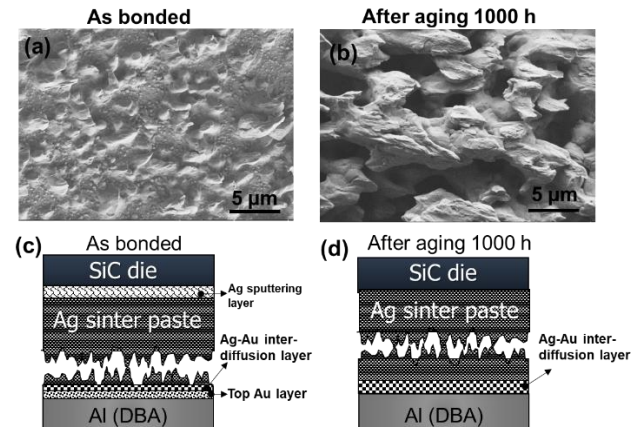 As bonded
After aging 1000 h
(a)
(b)
5 μm
5 μm
(c)
As bonded
(d)
After aging 1000 h
SiC die
Ag sputtering
layer
Ag sinter paste
Ag-Au inter-
diffusion layer
Top Au layer
Al (DBA)
SiC die
Ag sinter paste
Ag-Au inter-
diffusion layer
Al (DBA)